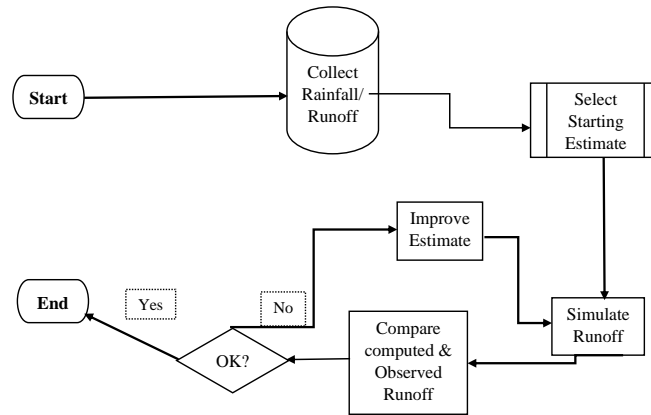 Start
Collect
Rainfall/
Runoff
Select
Starting
Estimate
Improve
Estimate
End
Yes
No
Simulate
Runoff
OK?
Compare
computed &
Observed
Runoff